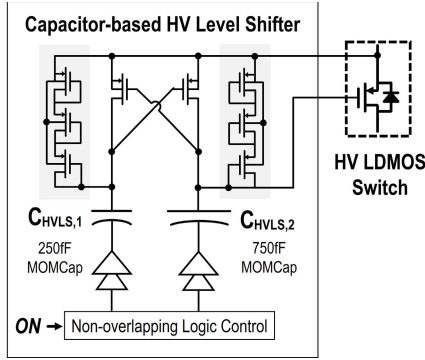 Capacitor-based HV Level Shifter
HV LDMOS
Switch
CHVLS,1
250fF
MOMCap
CHVLS,2
750fF
MOMCap
ON → Non-overlapping Logic Control